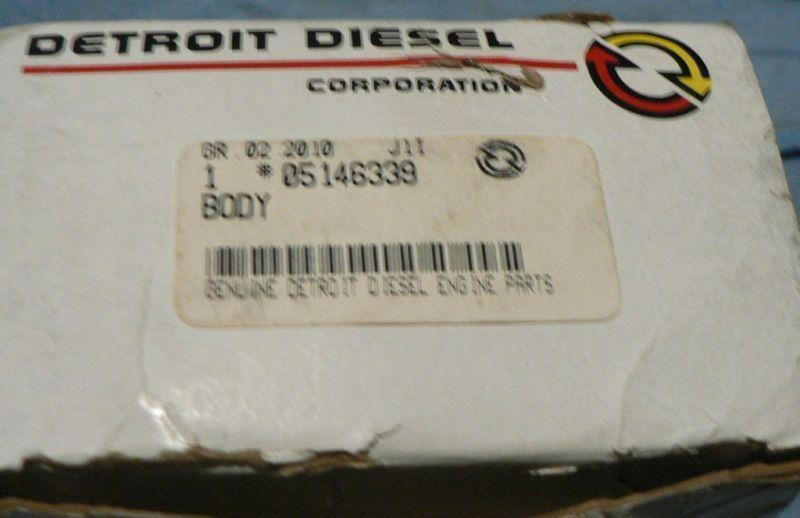 DETROIT DIESEL
CORPORATION
GR .02 .2010 J11
1 *05146339
BODY
GENUINE DETROIT DIESEL ENGINE PARTS